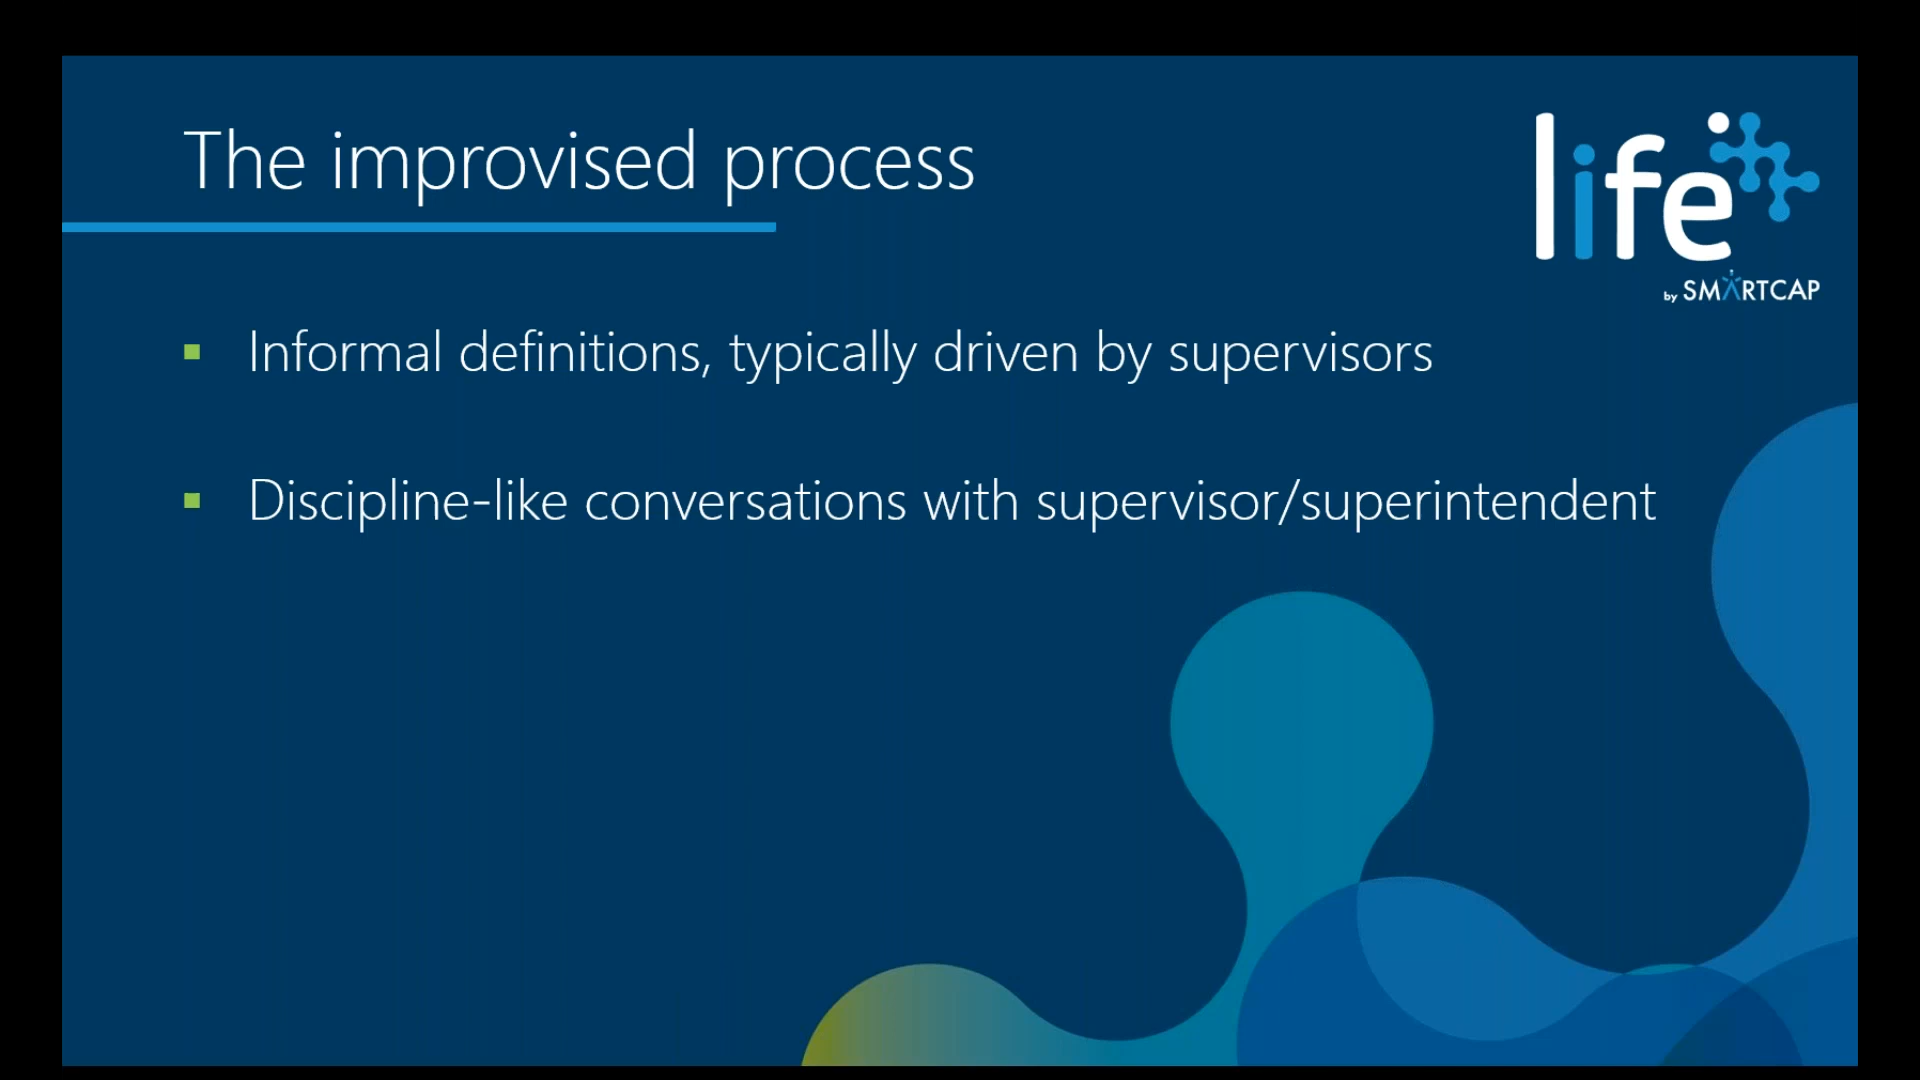 The improvised process
life
by SMARTCAP
▪ Informal definitions, typically driven by supervisors
▪ Discipline-like conversations with supervisor/superintendent